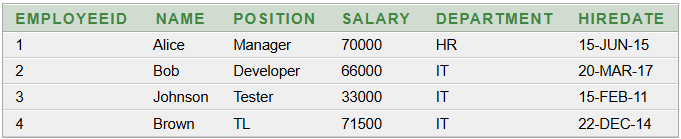 EMPLOYEEID NAME POSITION SALARY DEPARTMENT HIREDATE
1 Alice Manager 70000 HR 15-JUN-15
2 Bob Developer 66000 IT 20-MAR-17
3 Johnson Tester 33000 IT 15-FEB-11
4 Brown TL 71500 IT 22-DEC-14